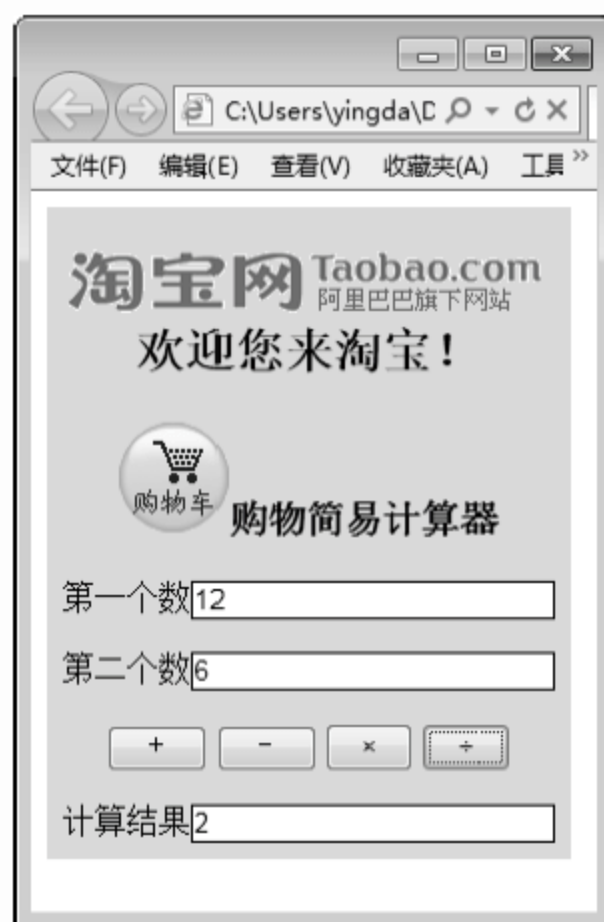 C:\Users\yingda\D
文件(F) 编辑(E) 查看(V) 收藏夹(A) 工具 »
淘宝网 Taobao.com
阿里巴巴旗下网站
欢迎您来淘宝！
购物车
购物简易计算器
第一个数12
第二个数6
+ - × ÷
计算结果2